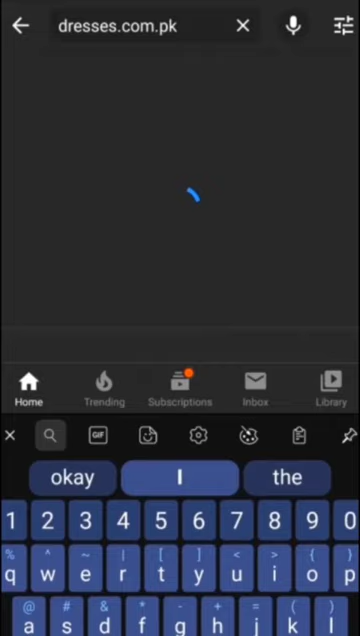 dresses.com.pk
Home Trending Subscriptions Inbox Library
GIF
okay I the
1 2 3 4 5 6 7 8 9 0
% ^ ~ | [ ] < > { }
q w e r t y u i o p
@ # & * - + = ( )
a s d f g h j k l